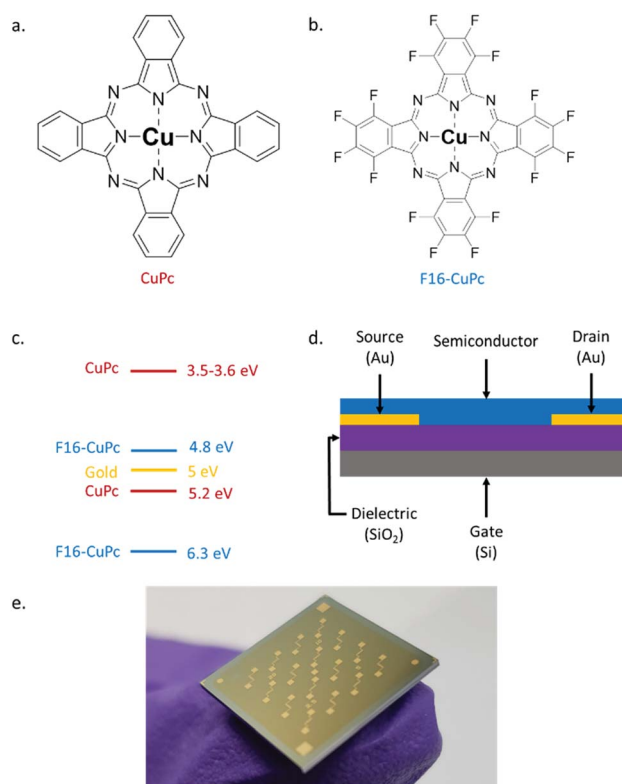 a.
b.
N
N
N
N
Cu
N
N
N
N
CuPc
F
F
F
F
F
N
N
N
F
F
N
Cu
N
F
F
N
N
N
F
F
F
F
F
F
F
F16-CuPc
c.
CuPc
3.5-3.6 eV
F16-CuPc
4.8 eV
Gold
5 eV
CuPc
5.2 eV
F16-CuPc
6.3 eV
d.
Source
(Au)
Semiconductor
Drain
(Au)
Dielectric
(SiO₂)
Gate
(Si)
e.